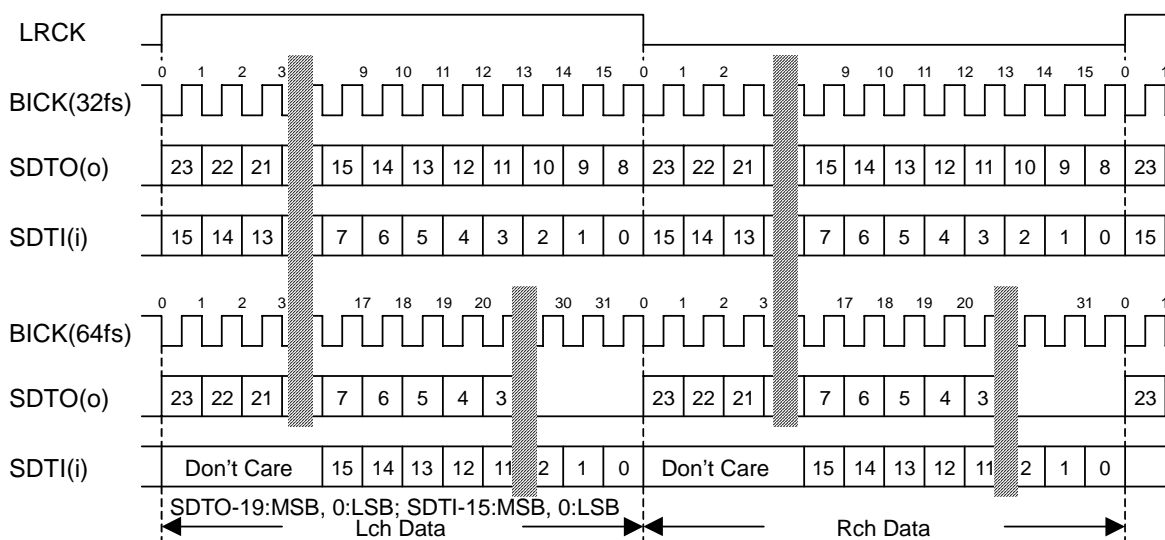 LRCK
0 1 2 3 9 10 11 12 13 14 15 0 1 2 9 10 11 12 13 14 15 0 1
BICK(32fs)
SDTO(o) 23 22 21 15 14 13 12 11 10 9 8 23 22 21 15 14 13 12 11 10 9 8 23
SDTI(i) 15 14 13 7 6 5 4 3 2 1 0 15 14 13 7 6 5 4 3 2 1 0 15
0 1 2 3 17 18 19 20 30 31 0 1 2 3 17 18 19 20 31 0 1
BICK(64fs)
SDTO(o) 23 22 21 7 6 5 4 3 23 22 21 7 6 5 4 3 23
SDTI(i) Don't Care 15 14 13 12 11 2 1 0 Don't Care 15 14 13 12 11 2 1 0
SDTO-19:MSB, 0:LSB; SDTI-15:MSB, 0:LSB
Lch Data Rch Data